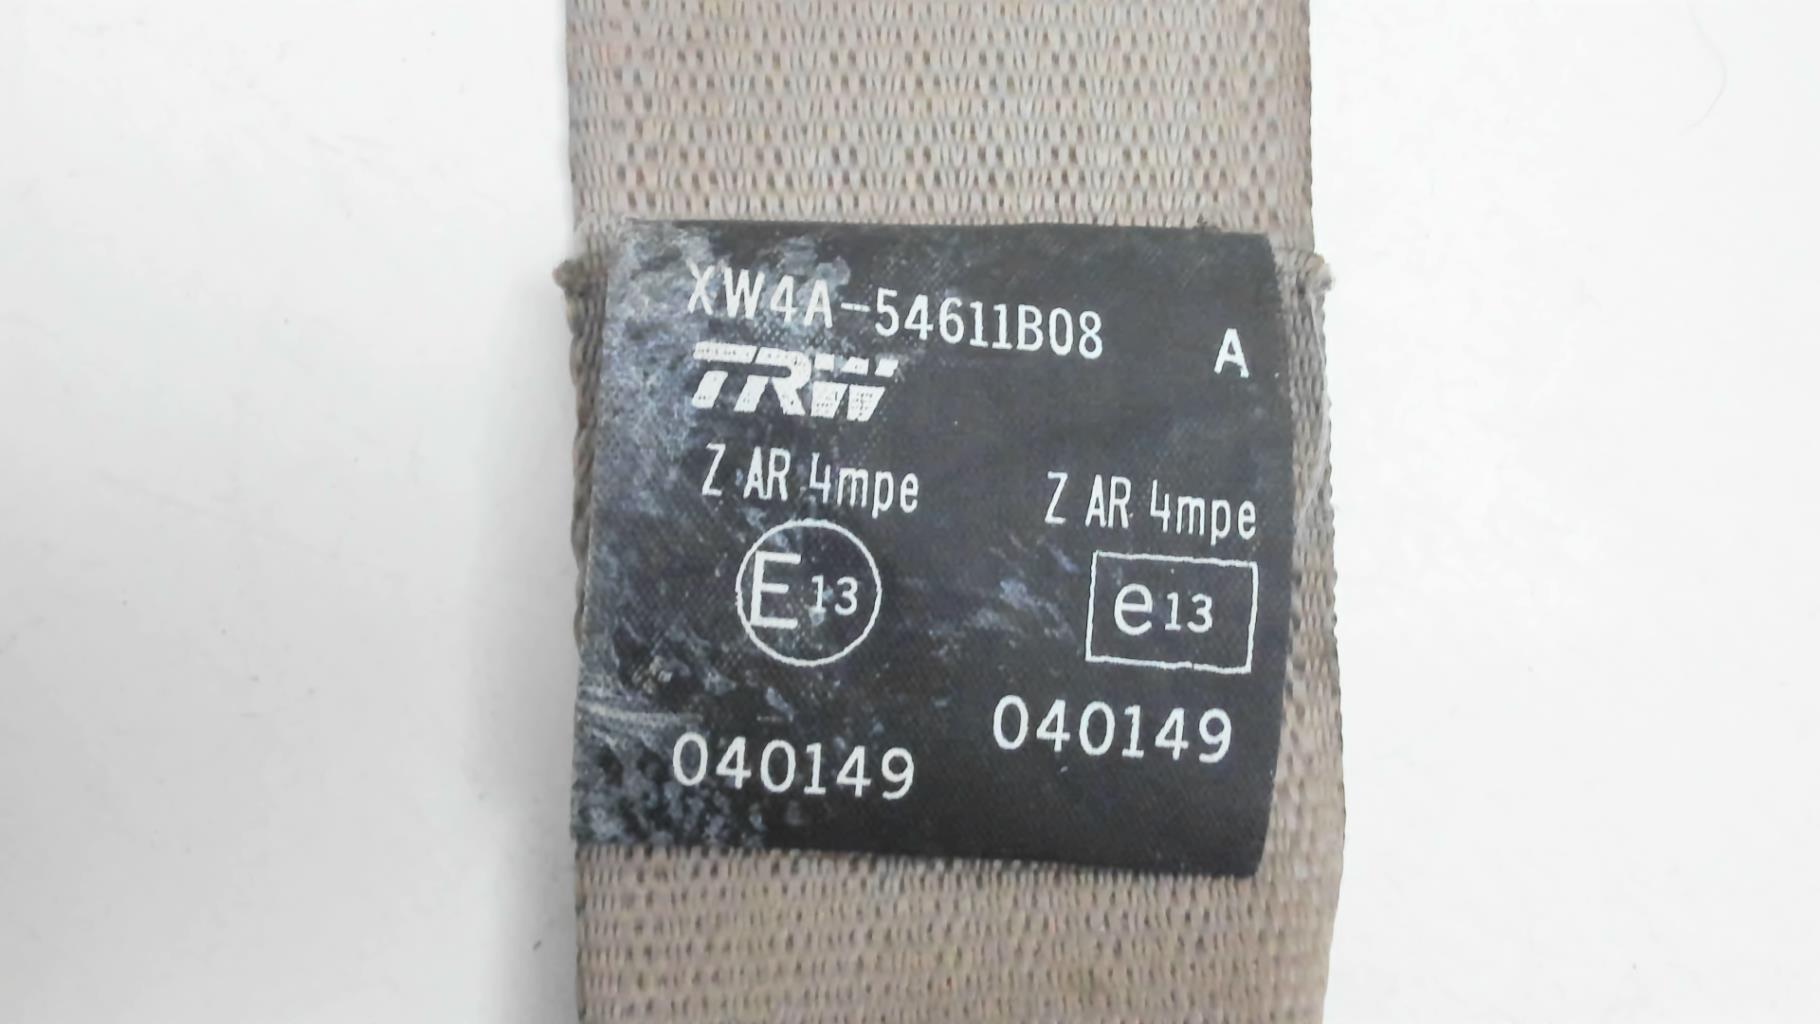 XW4A-54611B08 A
TRW
Z AR 4mpe Z AR 4mpe
E13 e13
040149 040149